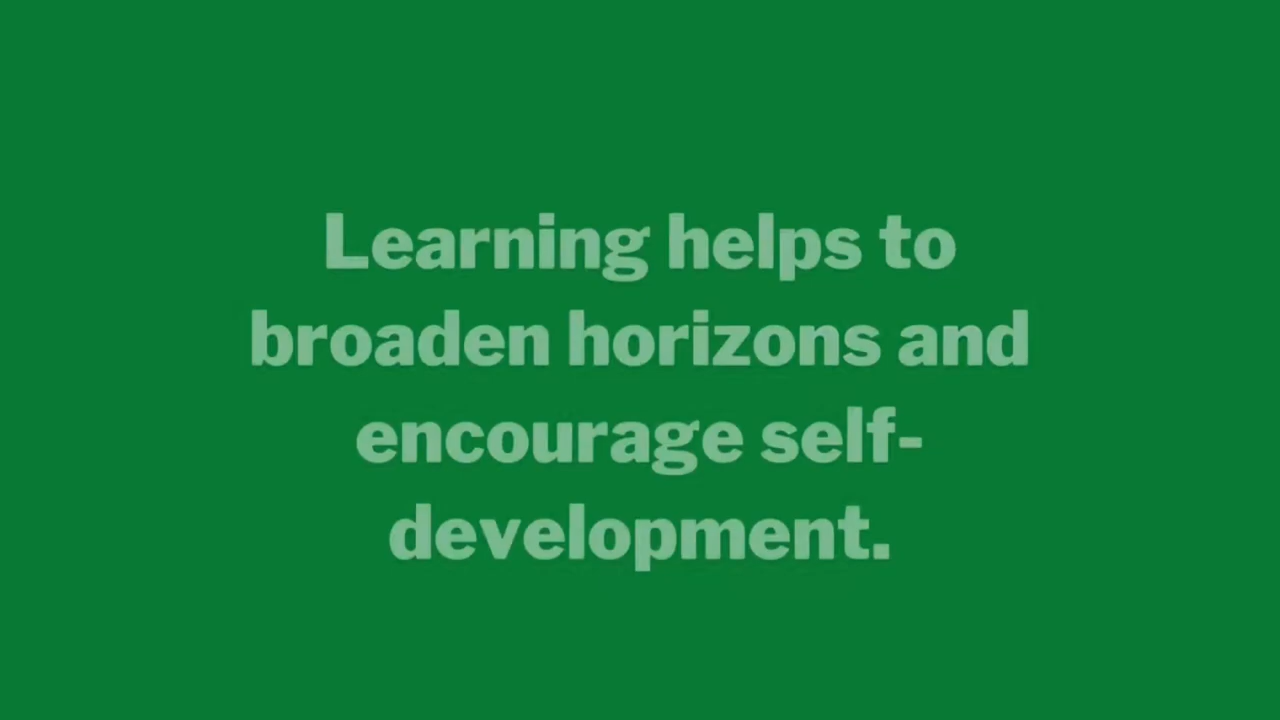 Learning helps to
broaden horizons and
encourage self-
development.